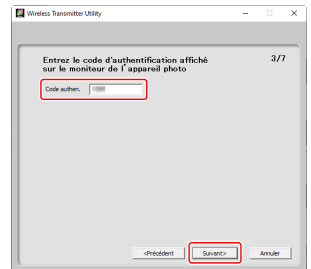 Wireless Transmitter Utility
Entrez le code d'authentification affiché 3/7
sur le moniteur de l'appareil photo
Code authen.
<Précédent Suivant> Annuler